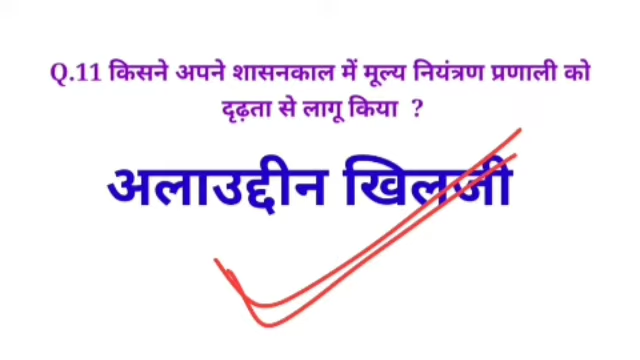 Q.11 किसने अपने शासनकाल में मूल्य नियंत्रण प्रणाली को
दृढ़ता से लागू किया ?
अलाउद्दीन खिलजी